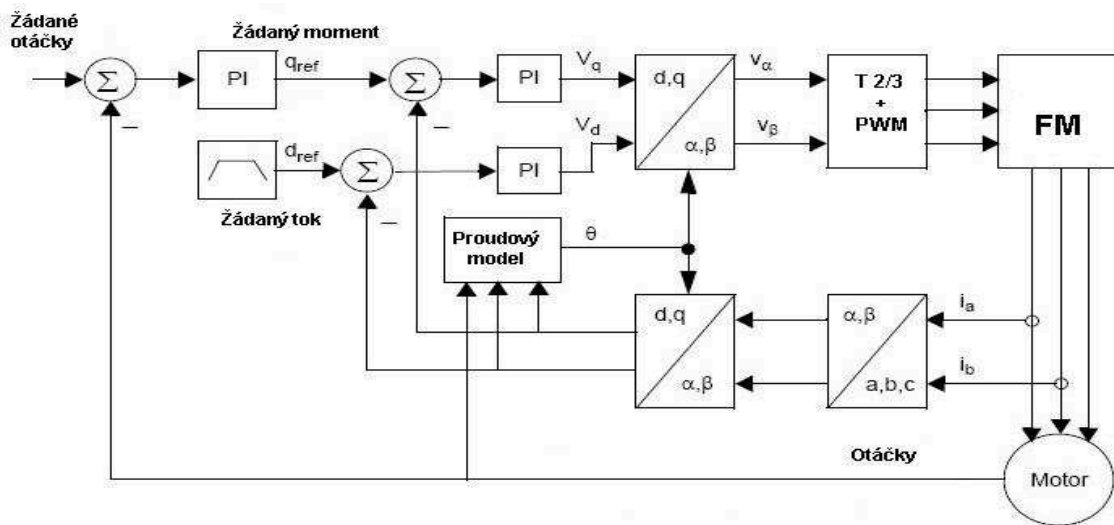 Žádané
otáčky
Žádaný moment
Σ
PI
q_ref
Σ
PI
V_q
d,q
α,β
v_α
v_β
T 2/3
+
PWM
FM
−
−
d_ref
Σ
PI
V_d
Žádaný tok
−
Proudový
model
θ
d,q
α,β
α,β
a,b,c
i_a
i_b
Otáčky
Motor